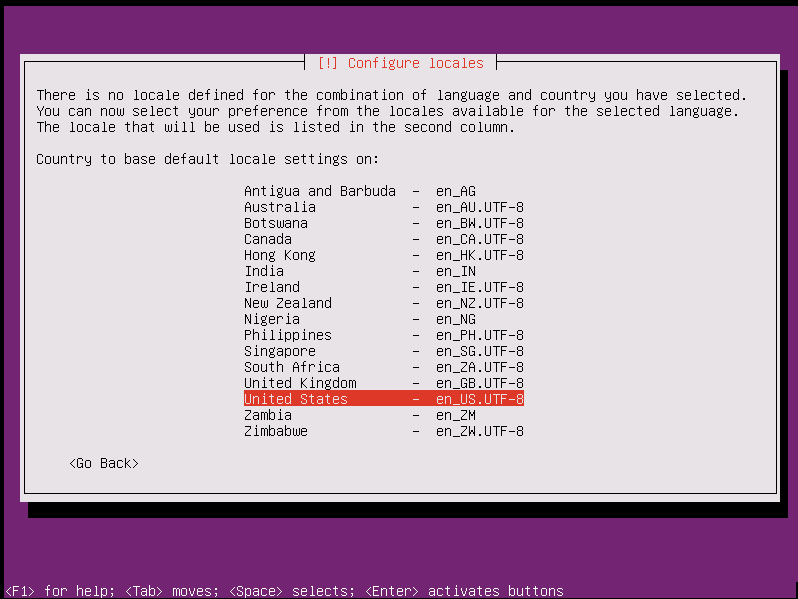 [!] Configure locales
There is no locale defined for the combination of language and country you have selected.
You can now select your preference from the locales available for the selected language.
The locale that will be used is listed in the second column.
Country to base default locale settings on:
Antigua and Barbuda - en_AG
Australia - en_AU.UTF-8
Botswana - en_BW.UTF-8
Canada - en_CA.UTF-8
Hong Kong - en_HK.UTF-8
India - en_IN
Ireland - en_IE.UTF-8
New Zealand - en_NZ.UTF-8
Nigeria - en_NG
Philippines - en_PH.UTF-8
Singapore - en_SG.UTF-8
South Africa - en_ZA.UTF-8
United Kingdom - en_GB.UTF-8
United States - en_US.UTF-8
Zambia - en_ZM
Zimbabwe - en_ZW.UTF-8
<Go Back>
<F1> for help; <Tab> moves; <Space> selects; <Enter> activates buttons